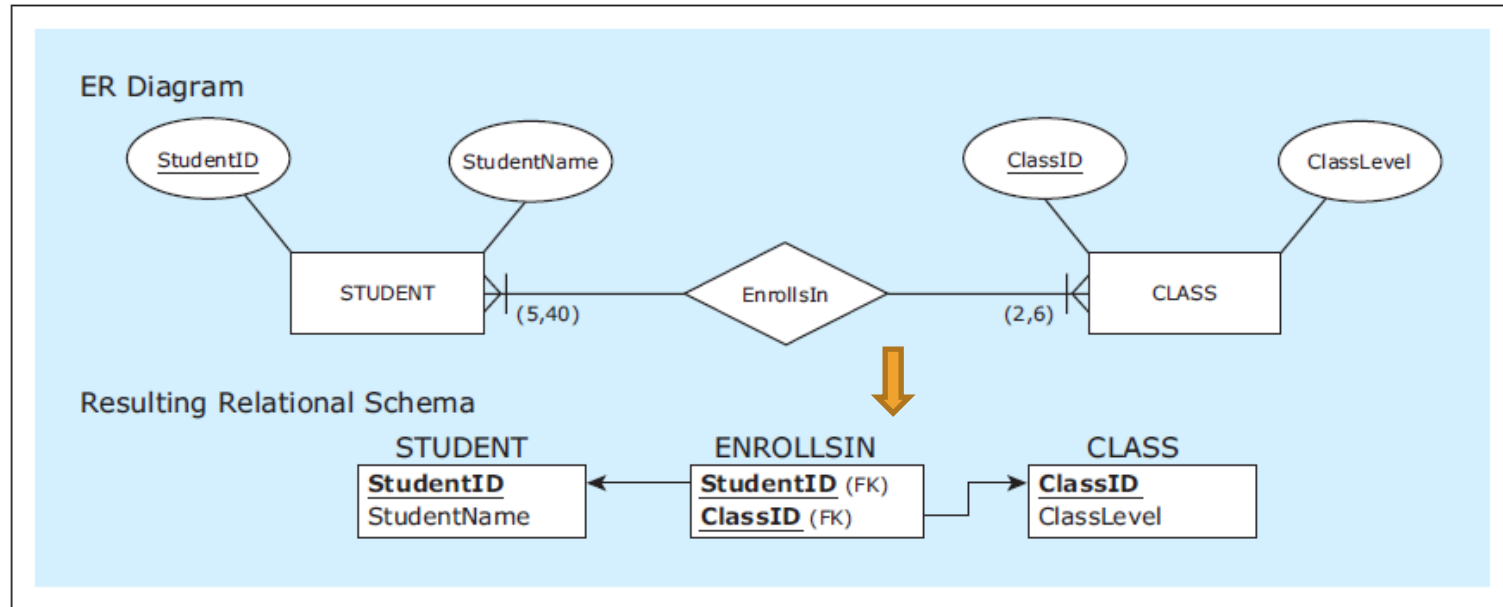 ER Diagram
StudentID
StudentName
ClassID
ClassLevel
STUDENT
EnrollsIn
CLASS
(5,40)
(2,6)
Resulting Relational Schema
STUDENT
StudentID
StudentName
ENROLLSIN
StudentID (FK)
ClassID (FK)
CLASS
ClassID
ClassLevel